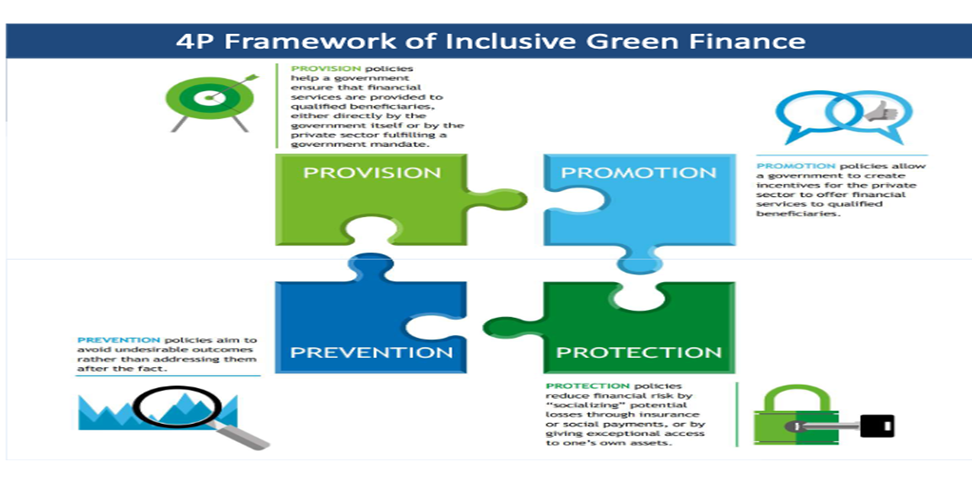 4P Framework of Inclusive Green Finance
PROVISION policies
help a government
ensure that financial
services are provided to
qualified beneficiaries,
either directly by the
government itself or by the
private sector fulfilling a
government mandate.
PROMOTION policies allow
a government to create
incentives for the private
sector to offer financial
services to qualified
beneficiaries.
PROVISION
PROMOTION
PREVENTION
PROTECTION
PREVENTION policies aim to
avoid undesirable outcomes
rather than addressing them
after the fact.
PROTECTION policies
reduce financial risk by
“socializing” potential
losses through insurance
or social payments, or by
giving exceptional access
to one’s own assets.